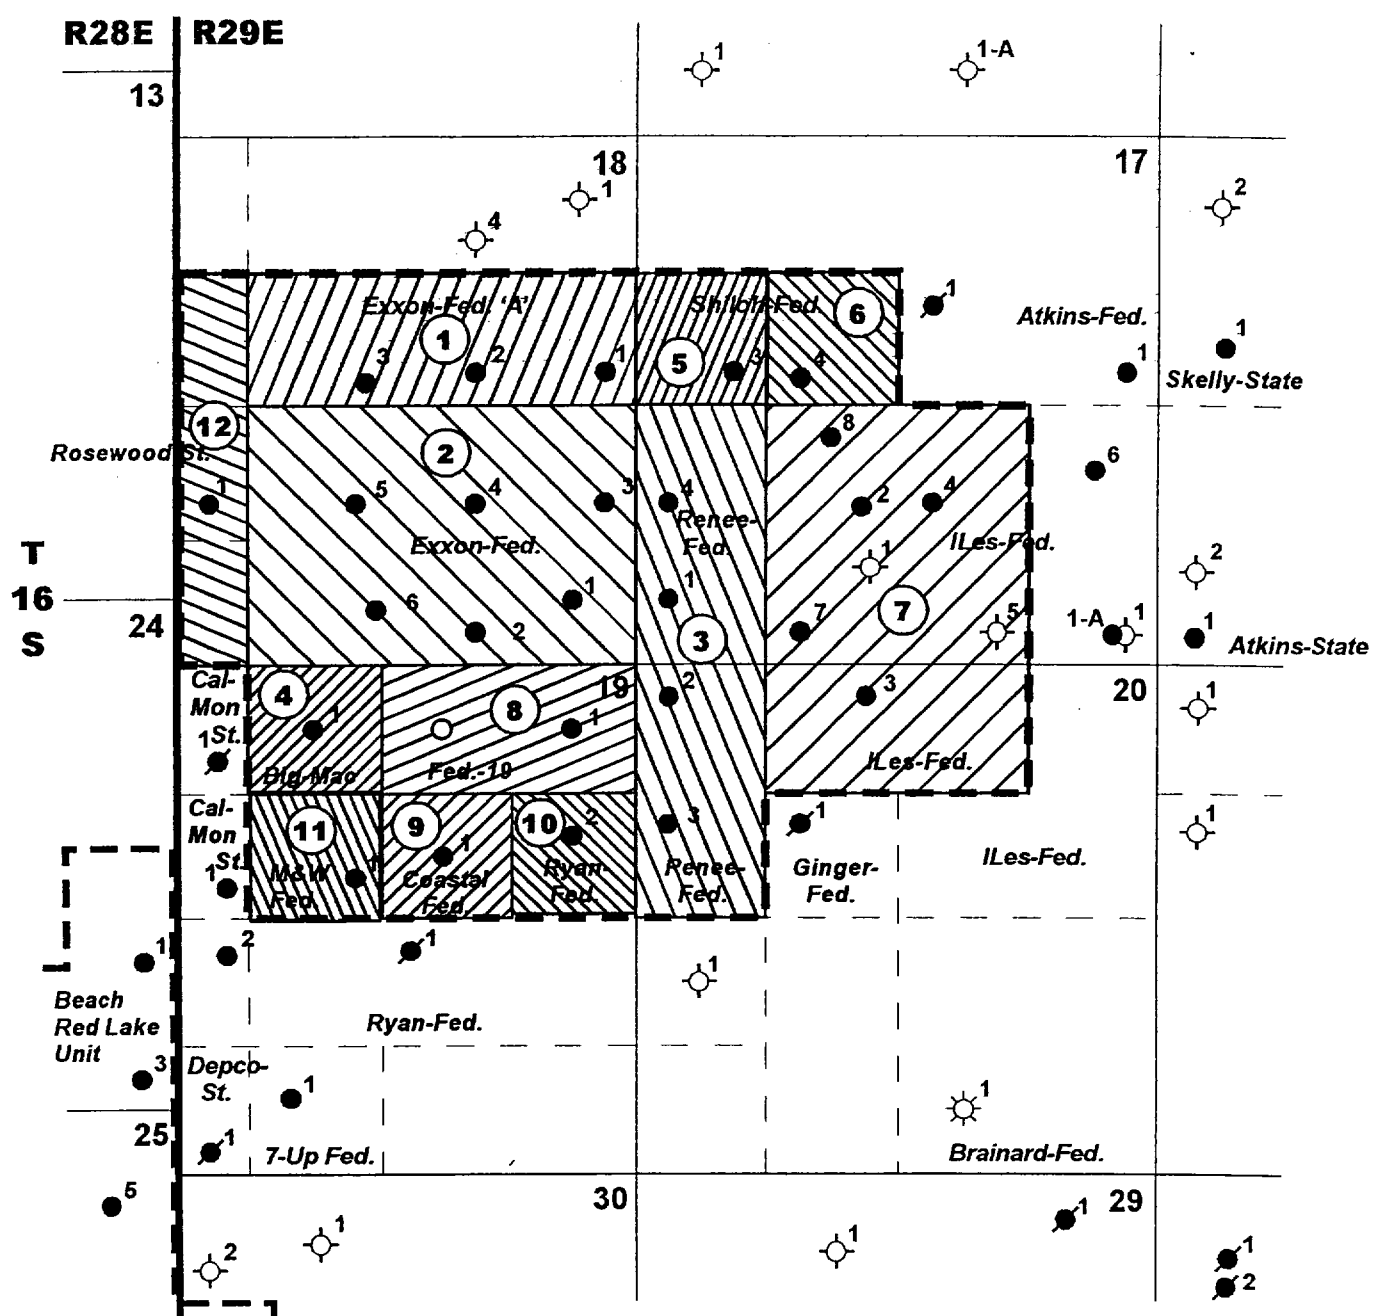 R28E R29E
1
1-A
13
18
17
1
2
4
Exxon-Fed. 'A'
Shiloh-Fed.
6
1
1
5
Atkins-Fed.
1
3
2
1
3
4
1
Skelly-State
12
Rosewood St.
2
8
6
1
5
4
3
4
Renee-
Fed.
2
4
Exxon-Fed.
ILes-Fed.
1
2
T
16
S
24
6
1
2
1
3
7
7
5
1-A
1
1
Atkins-State
Cal-
Mon
St.
1
4
1
Big-Mac
8
19
1
Fed.-19
2
3
ILes-Fed.
20
1
Cal-
Mon
St.
1
11
1
M&W
Fed.
9
1
Coastal
Fed.
10
2
Ryan-
Fed.
3
Renee-
Fed.
1
Ginger-
Fed.
ILes-Fed.
1
1
2
1
1
Beach
Red Lake
Unit
Ryan-Fed.
3
Depco-
St.
1
1
25
1
7-Up Fed.
Brainard-Fed.
5
30
29
2
1
1
1
1
2